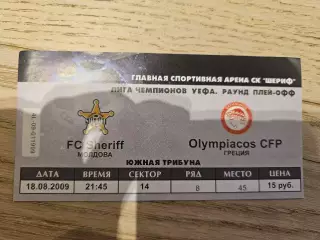 ГЛАВНАЯ СПОРТИВНАЯ АРЕНА СК "ШЕРИФ"
ЛИГА ЧЕМПИОНОВ УЕФА. РАУНД ПЛЕЙ-ОФФ
FC Sheriff
МОЛДОВА
Olympiacos CFP
ГРЕЦИЯ
ЮЖНАЯ ТРИБУНА
ДАТА ВРЕМЯ СЕКТОР РЯД МЕСТО ЦЕНА
18.08.2009 21:45 14 8 45 15 руб.